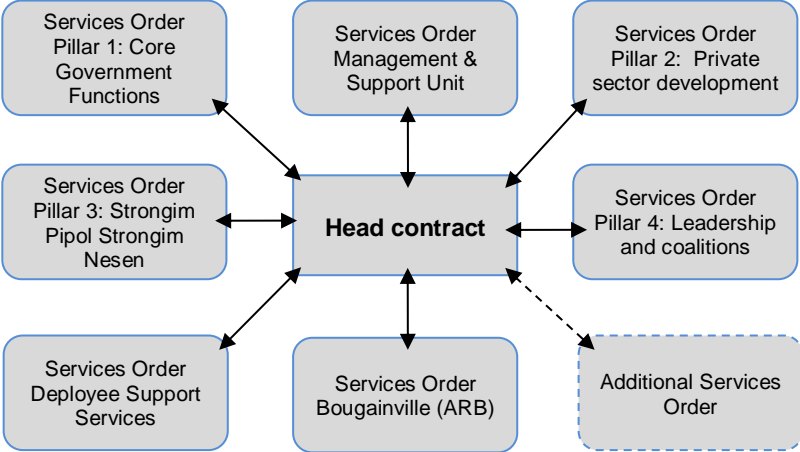 Services Order
Pillar 1: Core
Government
Functions
Services Order
Management &
Support Unit
Services Order
Pillar 2:  Private
sector development
Services Order
Pillar 3: Strongim
Pipol Strongim
Nesen
Head contract
Services Order
Pillar 4: Leadership
and coalitions
Services Order
Deployee Support
Services
Services Order
Bougainville (ARB)
Additional Services
Order